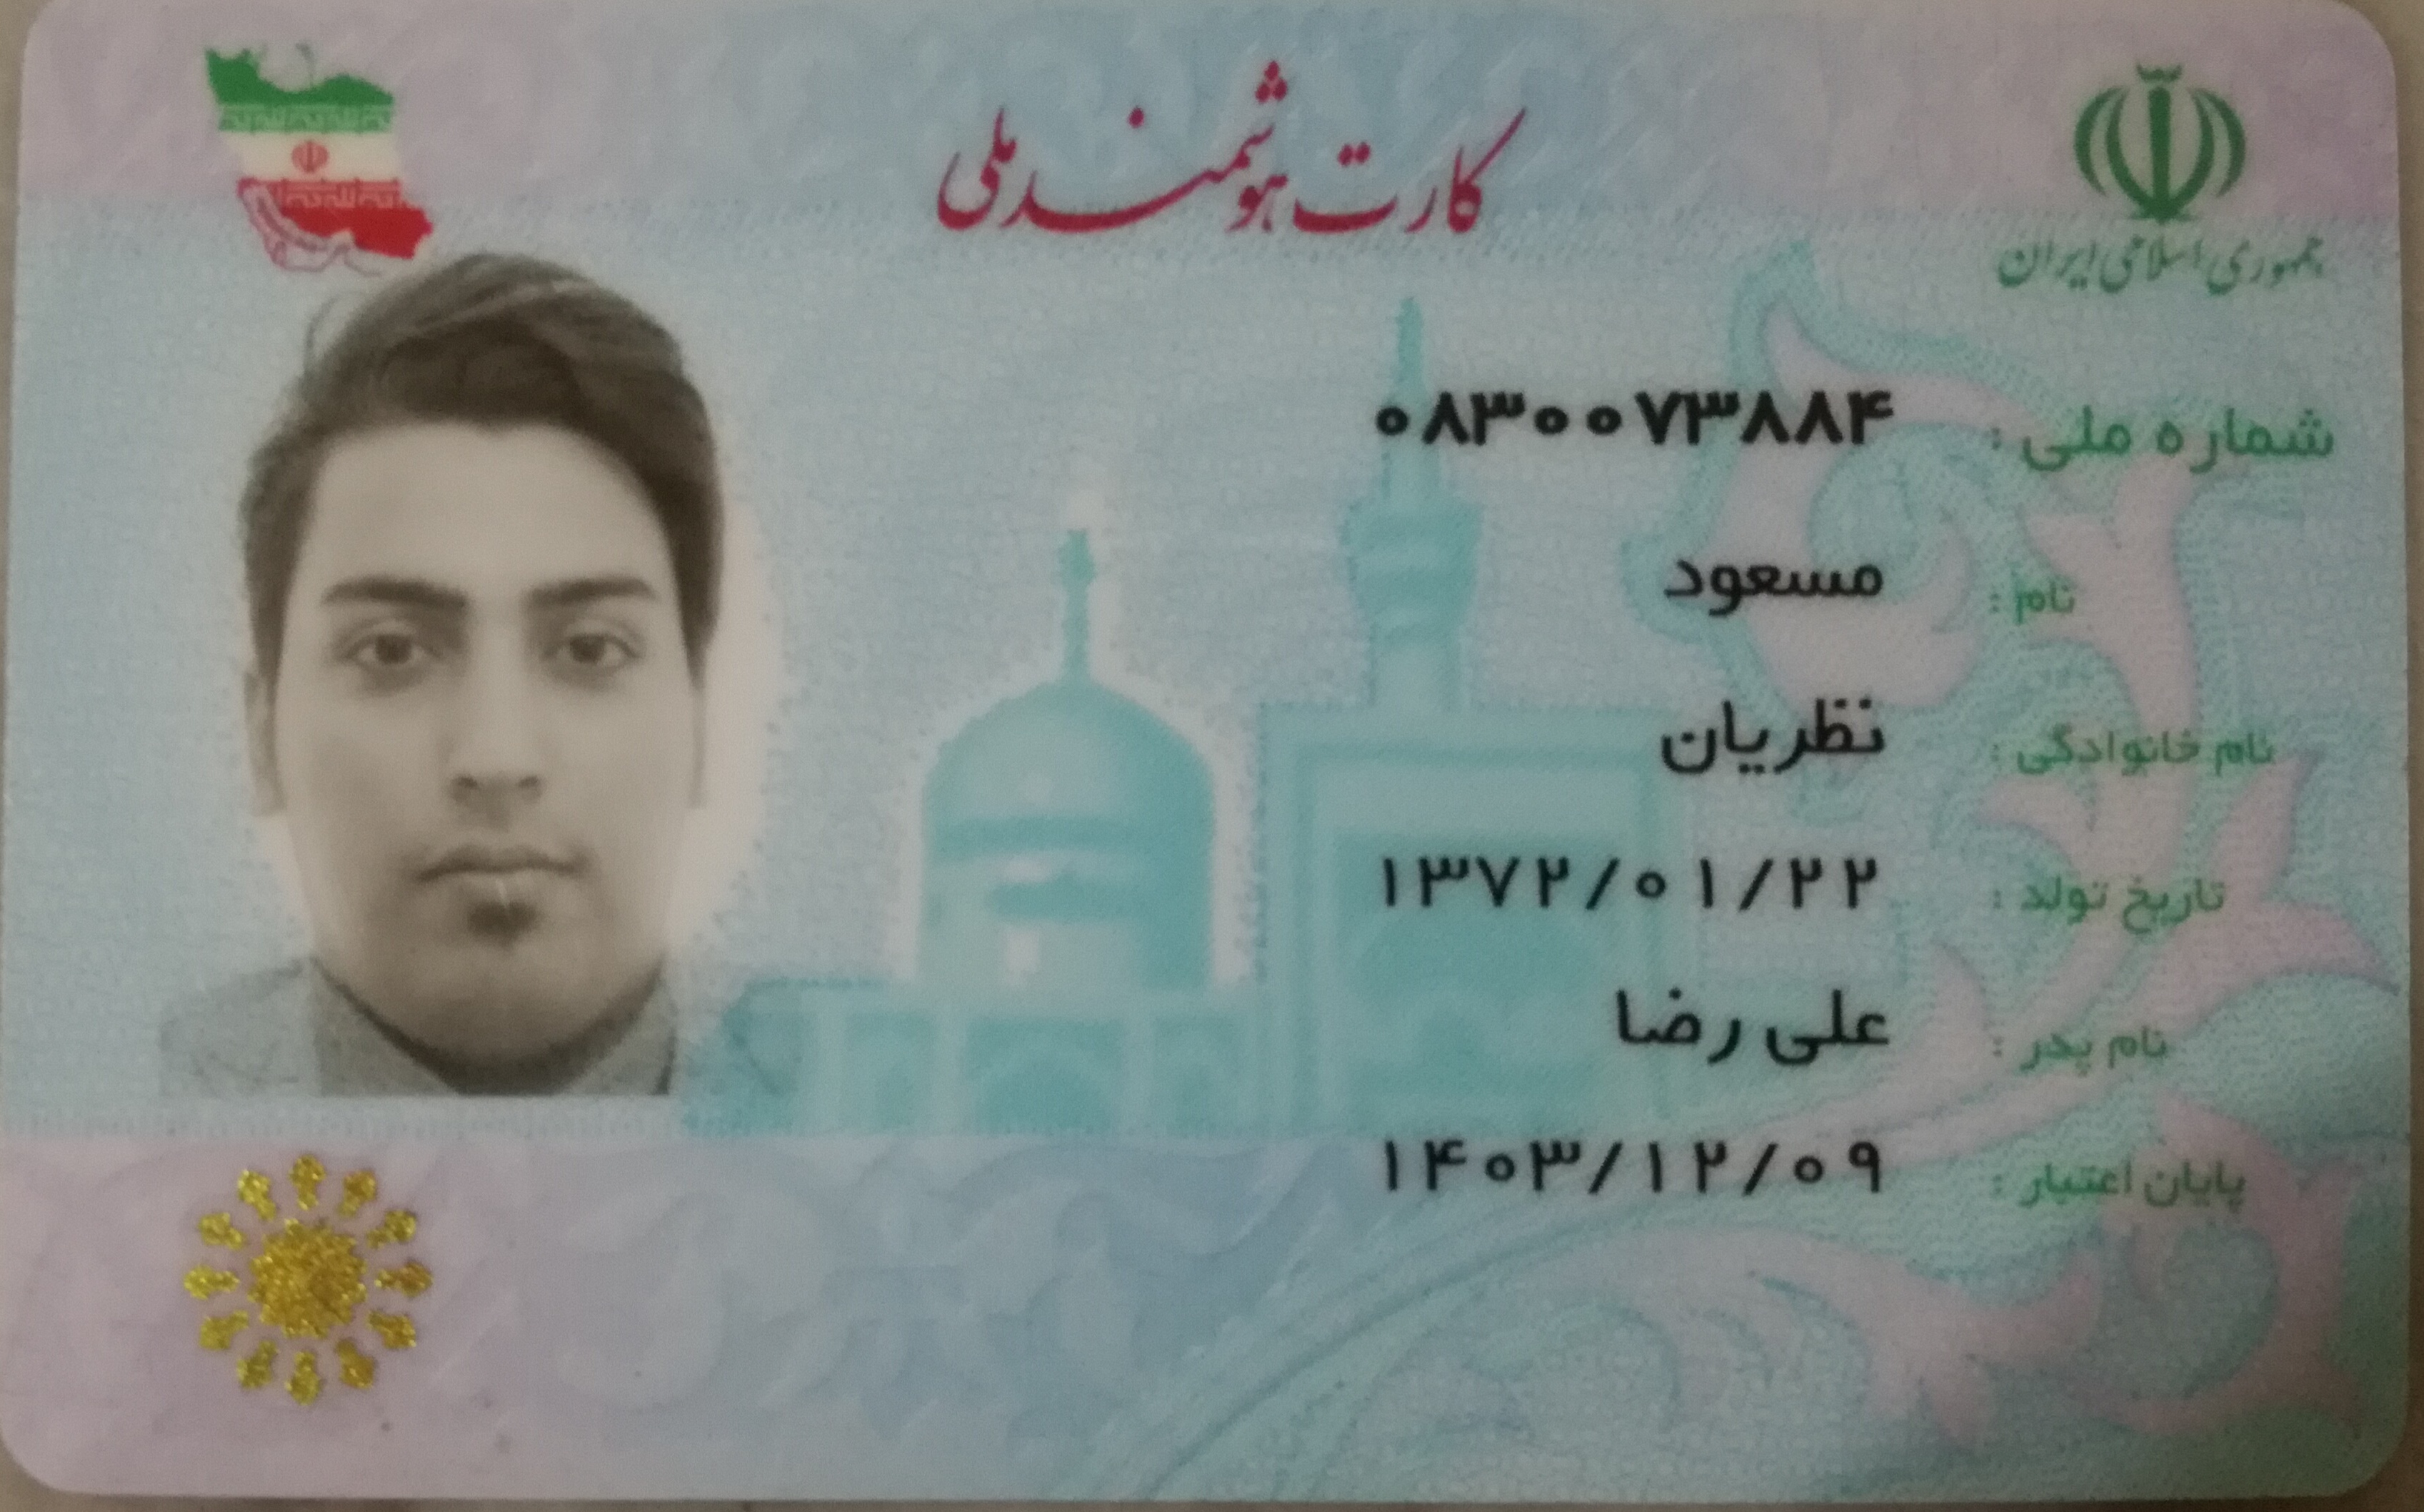 کارت هوشمند ملی
جمهوری اسلامی ایران
شماره ملی : ۰۸۳۰۰۷۳۸۸۴
نام : مسعود
نام خانوادگی : نظریان
تاریخ تولد : ۱۳۷۲/۰۱/۲۲
نام پدر : علی رضا
پایان اعتبار : ۱۴۰۳/۱۲/۰۹